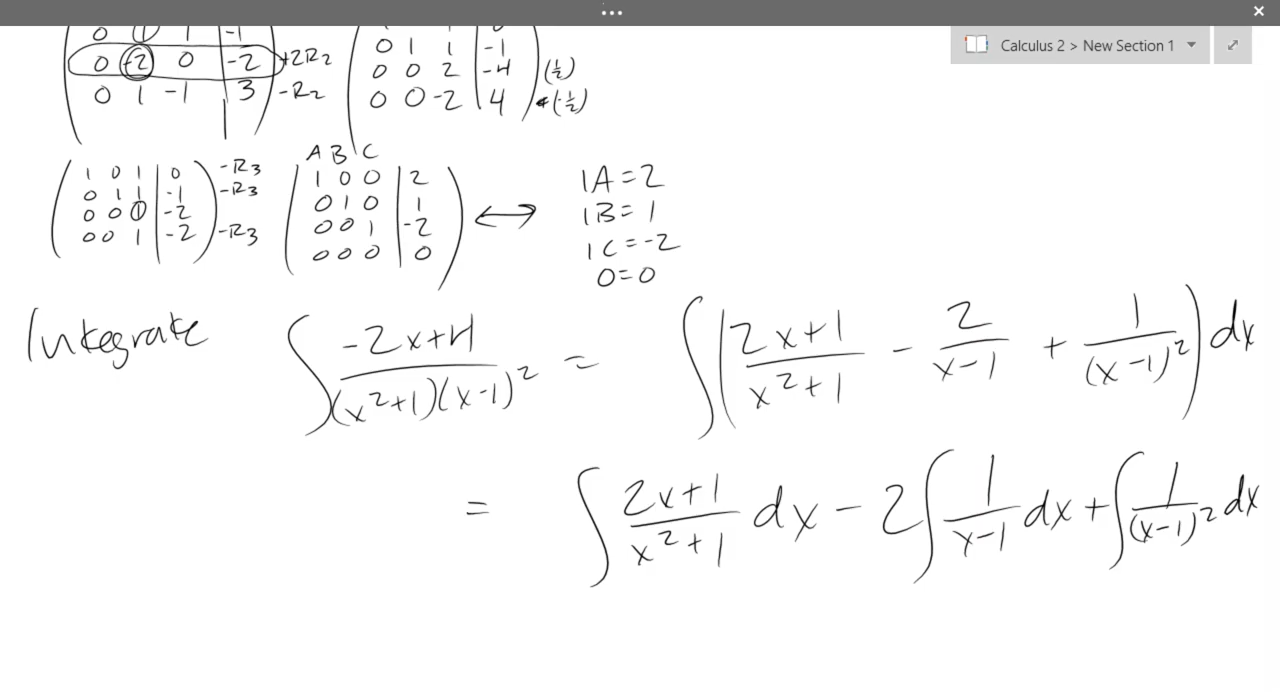 ...
Calculus 2 > New Section 1
0 1 1 | -1
0 -2 0 | -2 +2R2
0 1 -1 | 3 -R2
0 1 1 | -1
0 0 2 | -4 (½)
0 0 -2 | 4 (-½)
1 0 1 | 0 -R3
0 1 1 | -1 -R3
0 0 1 | -2
0 0 1 | -2 -R3
A B C
1 0 0 | 2
0 1 0 | 1
0 0 1 | -2
0 0 0 | 0
↔
1A = 2
1B = 1
1C = -2
0 = 0
Integrate ∫ (-2x+4)/((x²+1)(x-1)²) = ∫ ((2x+1)/(x²+1) - 2/(x-1) + 1/(x-1)²) dx
= ∫ (2x+1)/(x²+1) dx - 2 ∫ 1/(x-1) dx + ∫ 1/(x-1)² dx